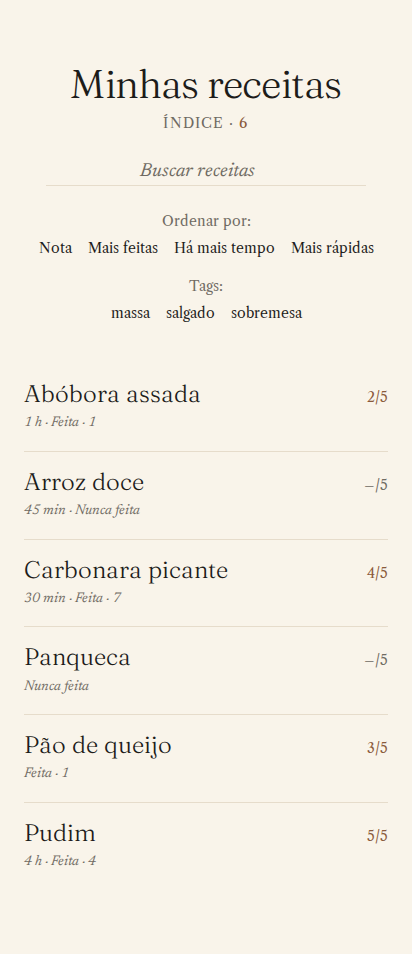 Minhas receitas
ÍNDICE · 6
Buscar receitas
Ordenar por:
Nota Mais feitas Há mais tempo Mais rápidas
Tags:
massa salgado sobremesa
Abóbora assada 2/5
1 h · Feita · 1
Arroz doce –/5
45 min · Nunca feita
Carbonara picante 4/5
30 min · Feita · 7
Panqueca –/5
Nunca feita
Pão de queijo 3/5
Feita · 1
Pudim 5/5
4 h · Feita · 4